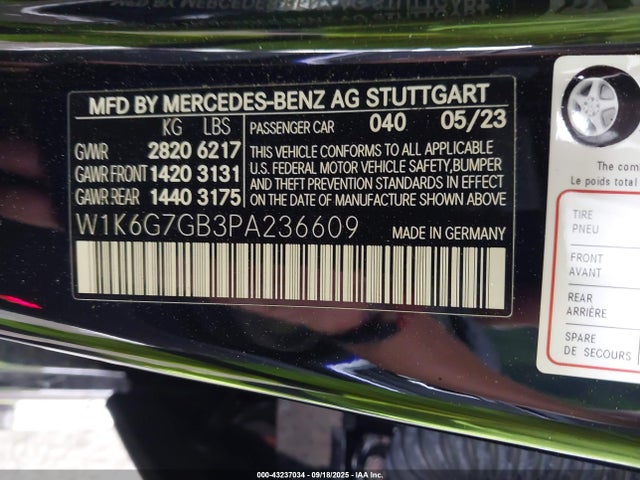 MFD BY MERCEDES-BENZ AG STUTTGART
KG LBS PASSENGER CAR 040 05/23
GVWR 2820 6217
GAWR FRONT 1420 3131
GAWR REAR 1440 3175
THIS VEHICLE CONFORMS TO ALL APPLICABLE
U.S. FEDERAL MOTOR VEHICLE SAFETY, BUMPER
AND THEFT PREVENTION STANDARDS IN EFFECT
ON THE DATE OF MANUFACTURE SHOWN ABOVE
W1K6G7GB3PA236609 MADE IN GERMANY
The com
Le poids total
TIRE
PNEU
FRONT
AVANT
REAR
ARRIÈRE
SPARE
DE SECOURS
000-43237034 - 09/18/2025 - © IAA Inc.